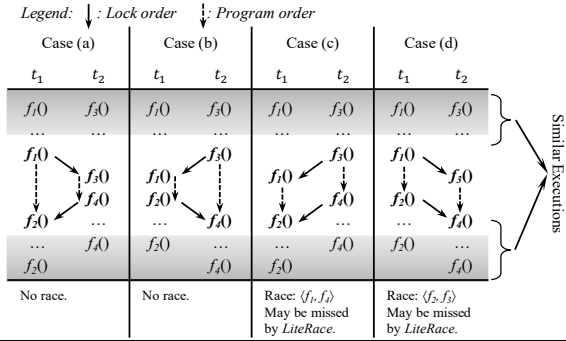 Legend: : Lock order : Program order
Case (a) Case (b) Case (c) Case (d)
t₁ t₂ t₁ t₂ t₁ t₂ t₁ t₂
f₁() f₃() f₁() f₃() f₁() f₃() f₁() f₃()
... ... ... ... ... ... ... ...
f₁() f₃() f₃() f₁()
f₃() f₁() f₁() f₃()
f₄() f₂() f₄() f₂()
f₂() ... ... f₄() f₂() ... ... f₄()
... f₄() f₂() ... ... f₄() f₂() ...
f₂() f₄() f₂() f₄()
Similar Executions
No race. No race. Race: ⟨f₁, f₄⟩ Race: ⟨f₂, f₃⟩
May be missed May be missed
by LiteRace. by LiteRace.